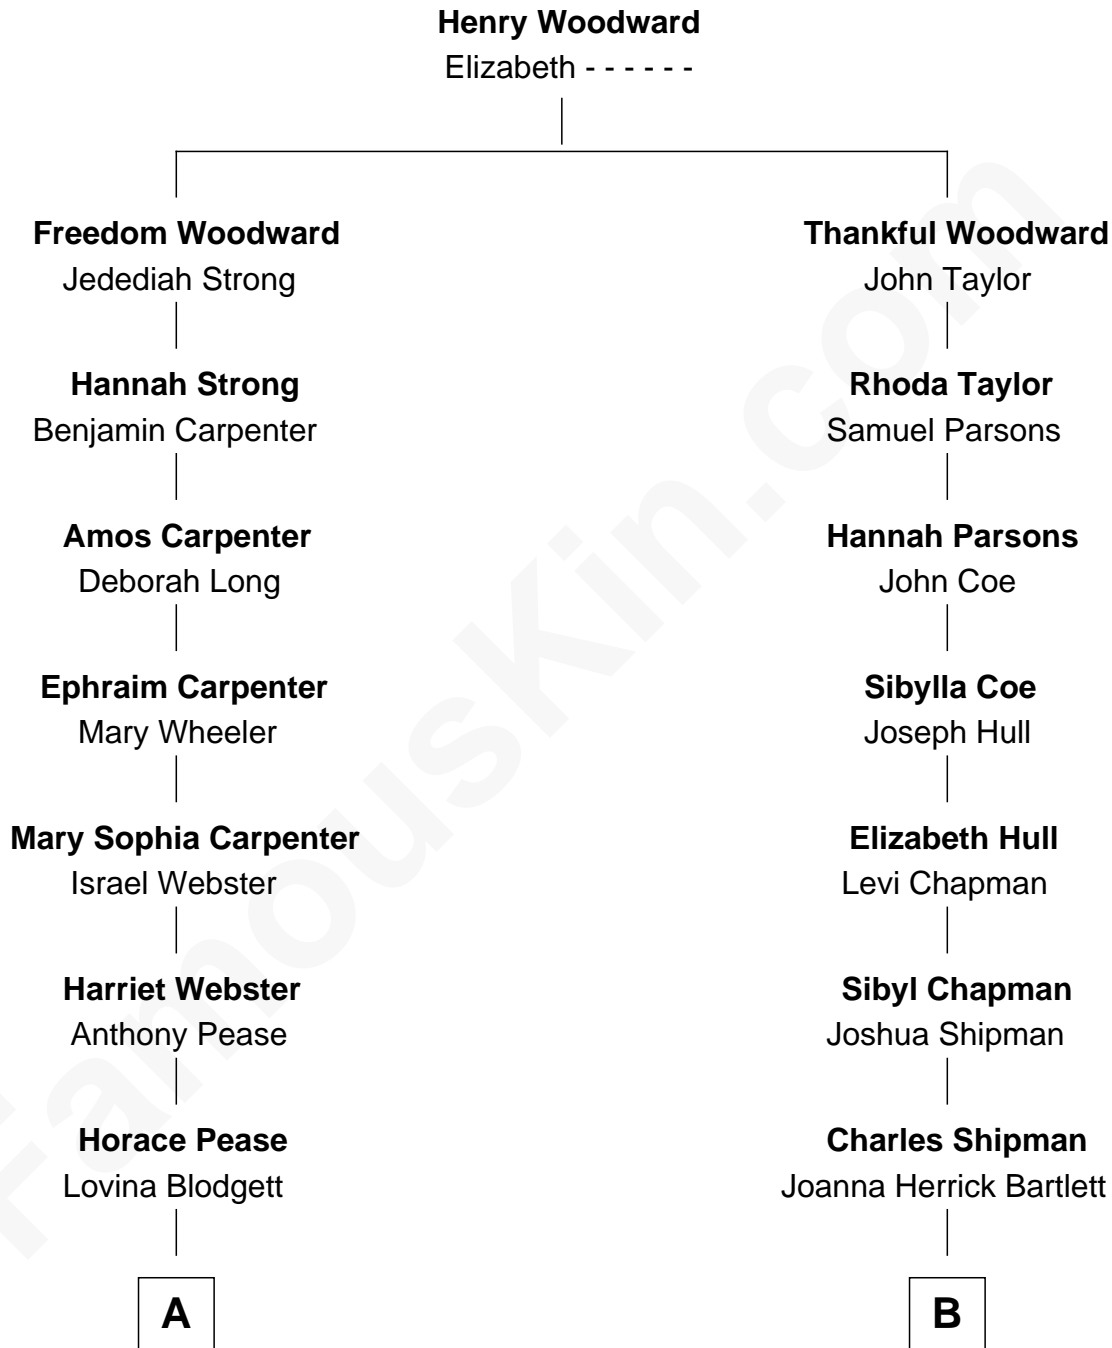 Henry Woodward
Elizabeth - - - - - -
Freedom Woodward
Jedediah Strong
Thankful Woodward
John Taylor
Hannah Strong
Benjamin Carpenter
Rhoda Taylor
Samuel Parsons
Amos Carpenter
Deborah Long
Hannah Parsons
John Coe
Ephraim Carpenter
Mary Wheeler
Sibylla Coe
Joseph Hull
Mary Sophia Carpenter
Israel Webster
Elizabeth Hull
Levi Chapman
Harriet Webster
Anthony Pease
Sibyl Chapman
Joshua Shipman
Horace Pease
Lovina Blodgett
Charles Shipman
Joanna Herrick Bartlett
A
B
FamousKin.com